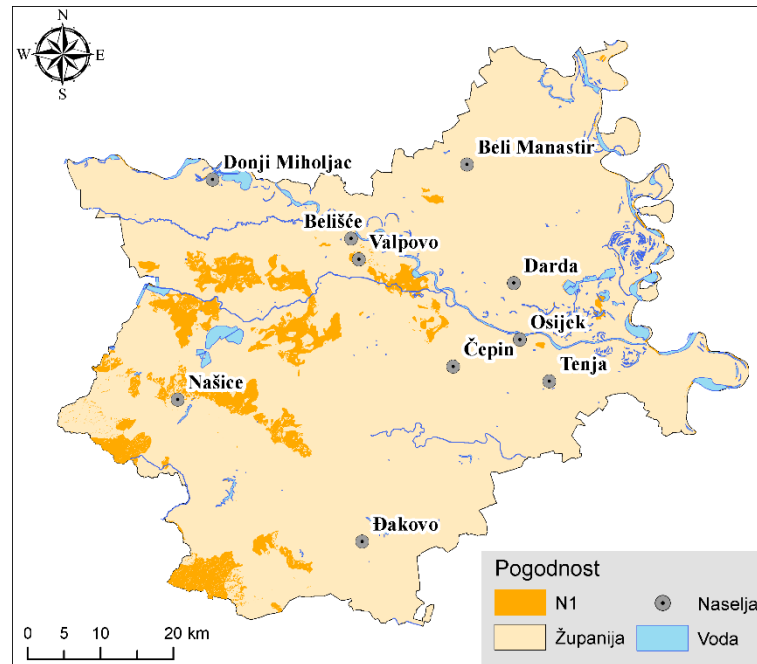 N
W E
S
Donji Miholjac
Beli Manastir
Belišće
Valpovo
Darda
Osijek
Čepin
Tenja
Našice
Đakovo
Pogodnost
N1
Naselja
Županija
Voda
0 5 10 20 km